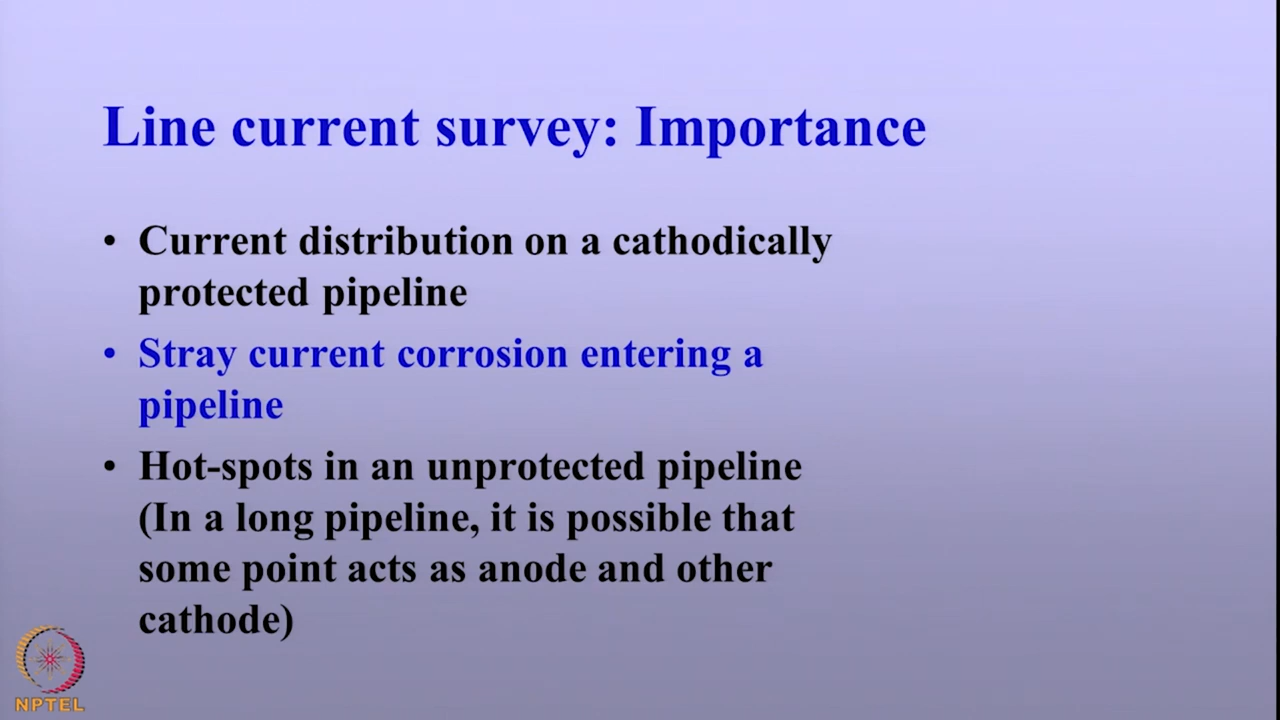 Line current survey: Importance
• Current distribution on a cathodically
protected pipeline
• Stray current corrosion entering a
pipeline
• Hot-spots in an unprotected pipeline
(In a long pipeline, it is possible that
some point acts as anode and other
cathode)
NPTEL